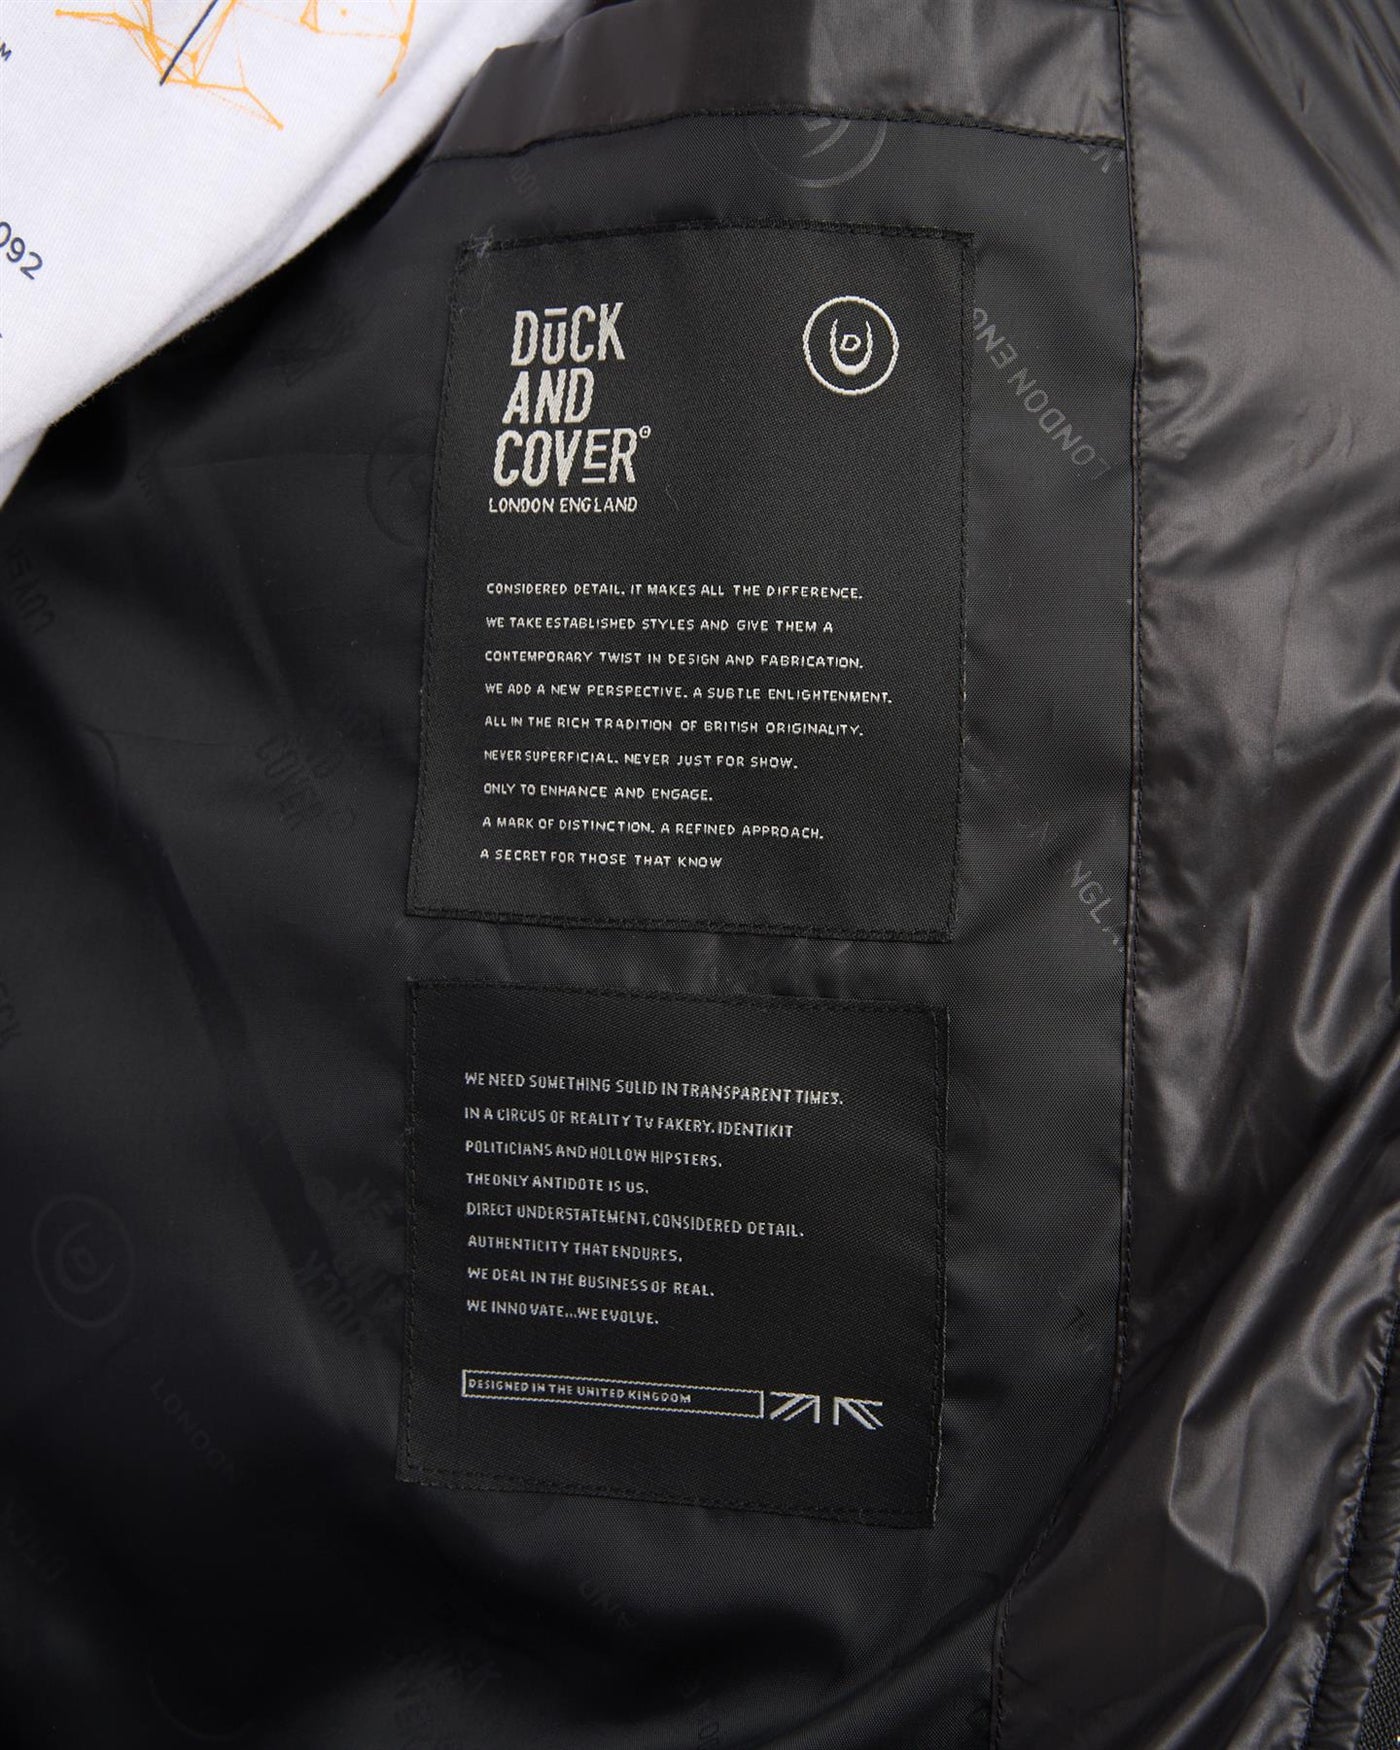 M
092
DŪCK
AND
COVER©
LONDON ENGLAND
CONSIDERED DETAIL. IT MAKES ALL THE DIFFERENCE.
WE TAKE ESTABLISHED STYLES AND GIVE THEM A
CONTEMPORARY TWIST IN DESIGN AND FABRICATION.
WE ADD A NEW PERSPECTIVE. A SUBTLE ENLIGHTENMENT.
ALL IN THE RICH TRADITION OF BRITISH ORIGINALITY.
NEVER SUPERFICIAL. NEVER JUST FOR SHOW.
ONLY TO ENHANCE AND ENGAGE.
A MARK OF DISTINCTION. A REFINED APPROACH.
A SECRET FOR THOSE THAT KNOW
WE NEED SOMETHING SOLID IN TRANSPARENT TIMES.
IN A CIRCUS OF REALITY TV FAKERY. IDENTIKIT
POLITICIANS AND HOLLOW HIPSTERS.
THE ONLY ANTIDOTE IS US.
DIRECT UNDERSTATEMENT. CONSIDERED DETAIL.
AUTHENTICITY THAT ENDURES.
WE DEAL IN THE BUSINESS OF REAL.
WE INNOVATE...WE EVOLVE.
DESIGNED IN THE UNITED KINGDOM
LONDON ENG
NGL
COVER
LONDON